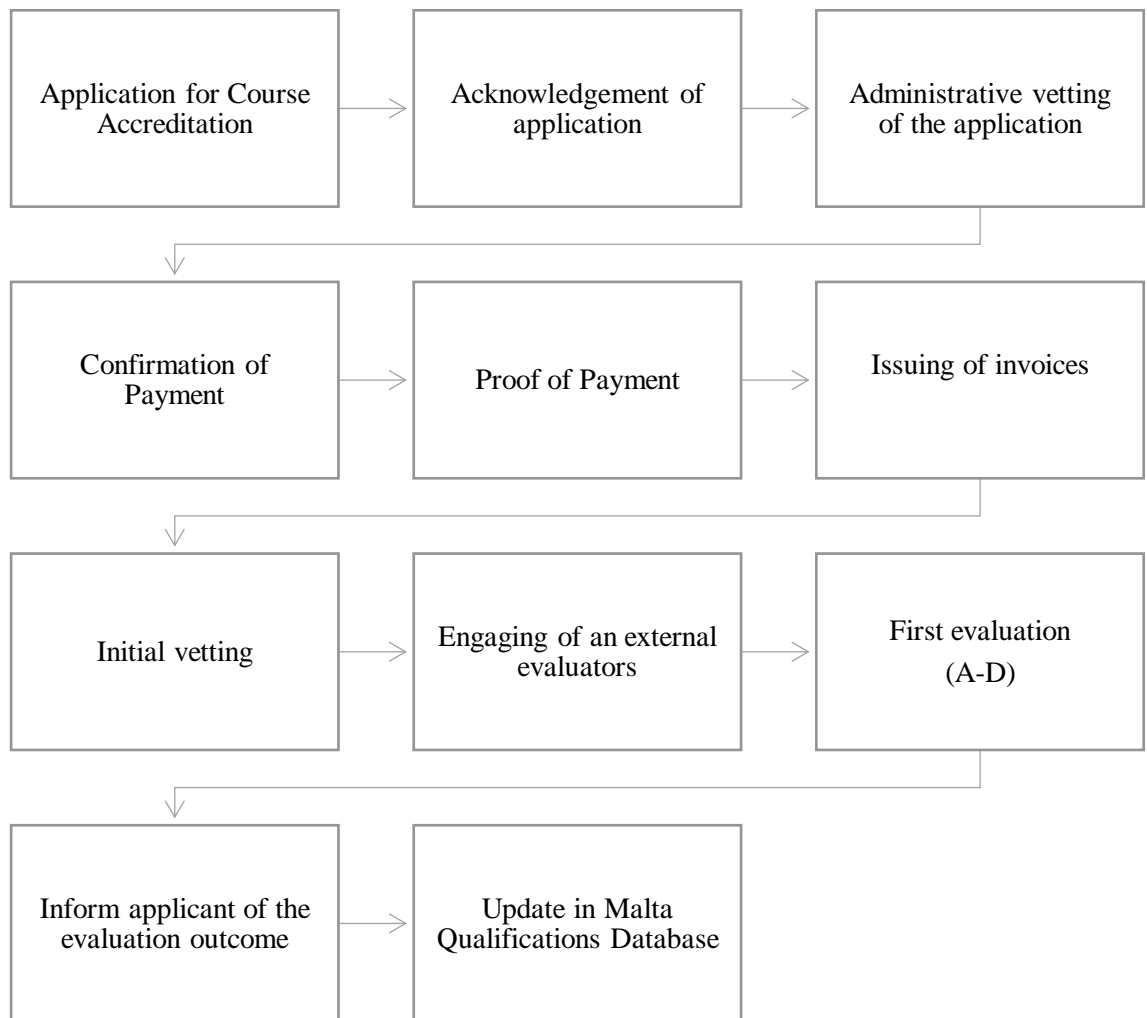 Application for Course
Accreditation
Acknowledgement of
application
Administrative vetting
of the application
Confirmation of
Payment
Proof of Payment
Issuing of invoices
Initial vetting
Engaging of an external
evaluators
First evaluation
(A-D)
Inform applicant of the
evaluation outcome
Update in Malta
Qualifications Database